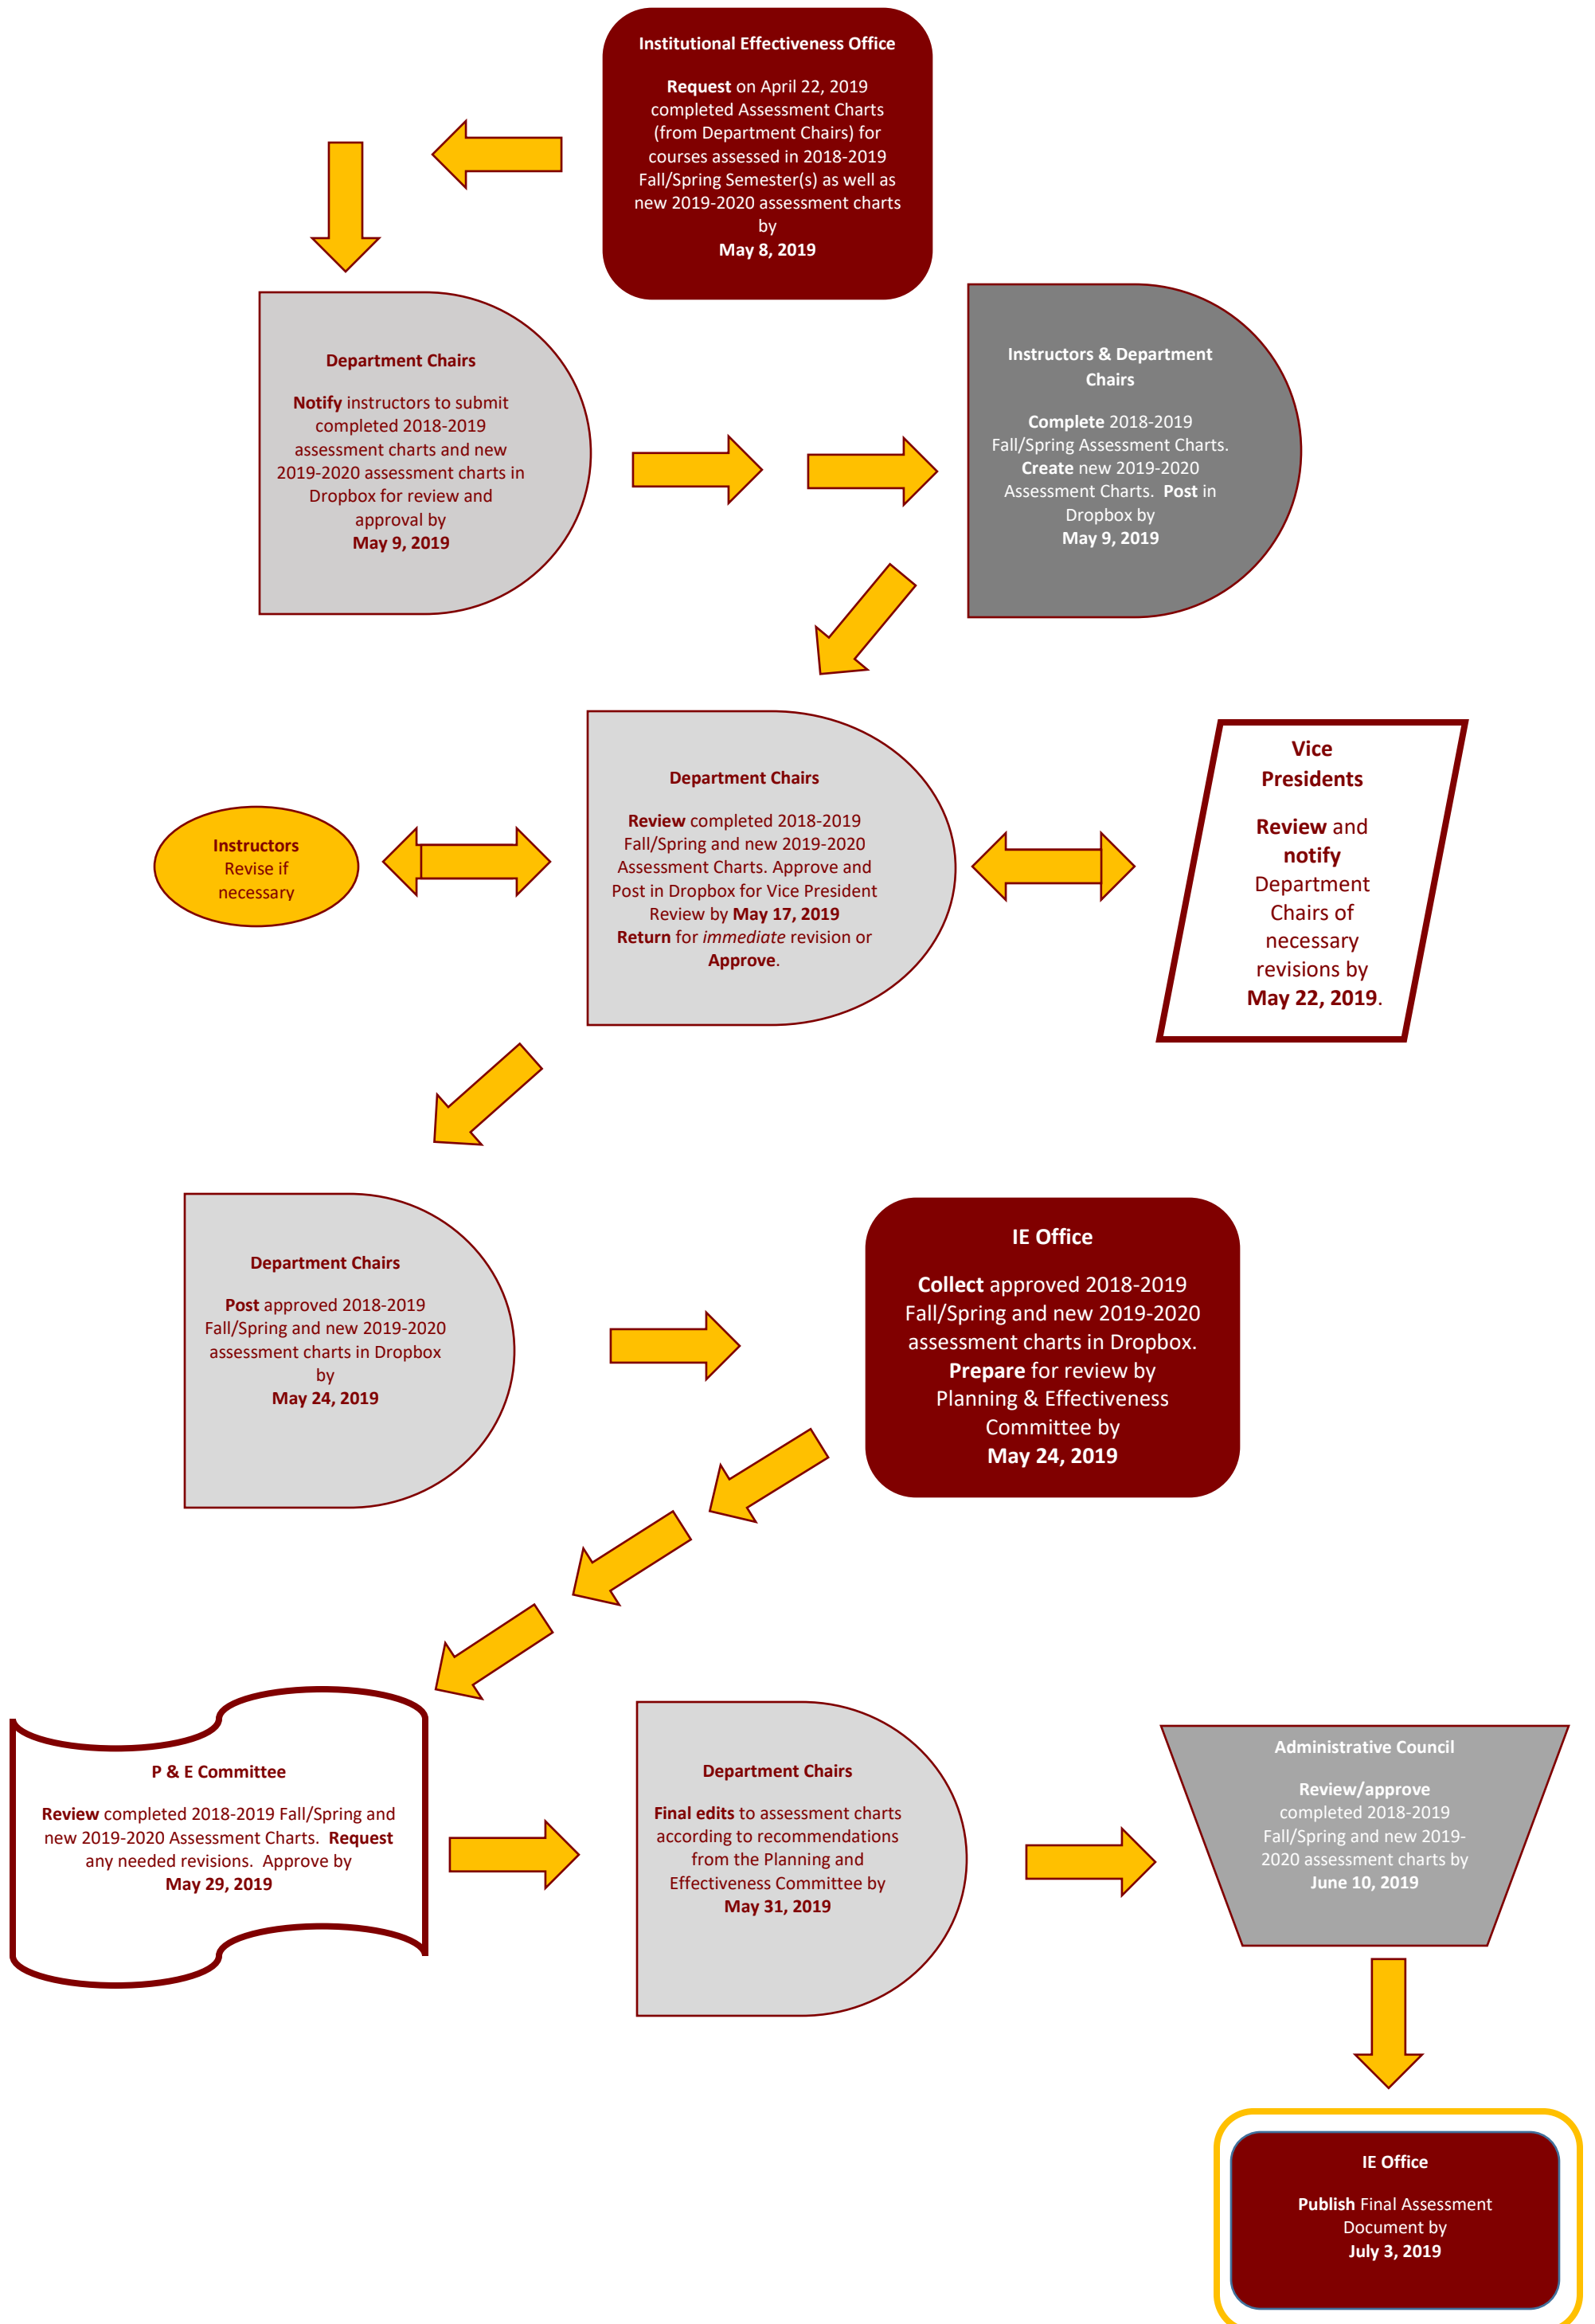 Institutional Effectiveness Office
Request on April 22, 2019
completed Assessment Charts
(from Department Chairs) for
courses assessed in 2018-2019
Fall/Spring Semester(s) as well as
new 2019-2020 assessment charts
by
May 8, 2019
Department Chairs
Notify instructors to submit
completed 2018-2019
assessment charts and new
2019-2020 assessment charts in
Dropbox for review and
approval by
May 9, 2019
Instructors & Department
Chairs
Complete 2018-2019
Fall/Spring Assessment Charts.
Create new 2019-2020
Assessment Charts. Post in
Dropbox by
May 9, 2019
Instructors
Revise if
necessary
Department Chairs
Review completed 2018-2019
Fall/Spring and new 2019-2020
Assessment Charts. Approve and
Post in Dropbox for Vice President
Review by May 17, 2019
Return for immediate revision or
Approve.
Vice
Presidents
Review and
notify
Department
Chairs of
necessary
revisions by
May 22, 2019.
Department Chairs
Post approved 2018-2019
Fall/Spring and new 2019-2020
assessment charts in Dropbox
by
May 24, 2019
IE Office
Collect approved 2018-2019
Fall/Spring and new 2019-2020
assessment charts in Dropbox.
Prepare for review by
Planning & Effectiveness
Committee by
May 24, 2019
P & E Committee
Review completed 2018-2019 Fall/Spring and
new 2019-2020 Assessment Charts. Request
any needed revisions. Approve by
May 29, 2019
Department Chairs
Final edits to assessment charts
according to recommendations
from the Planning and
Effectiveness Committee by
May 31, 2019
Administrative Council
Review/approve
completed 2018-2019
Fall/Spring and new 2019-
2020 assessment charts by
June 10, 2019
IE Office
Publish Final Assessment
Document by
July 3, 2019